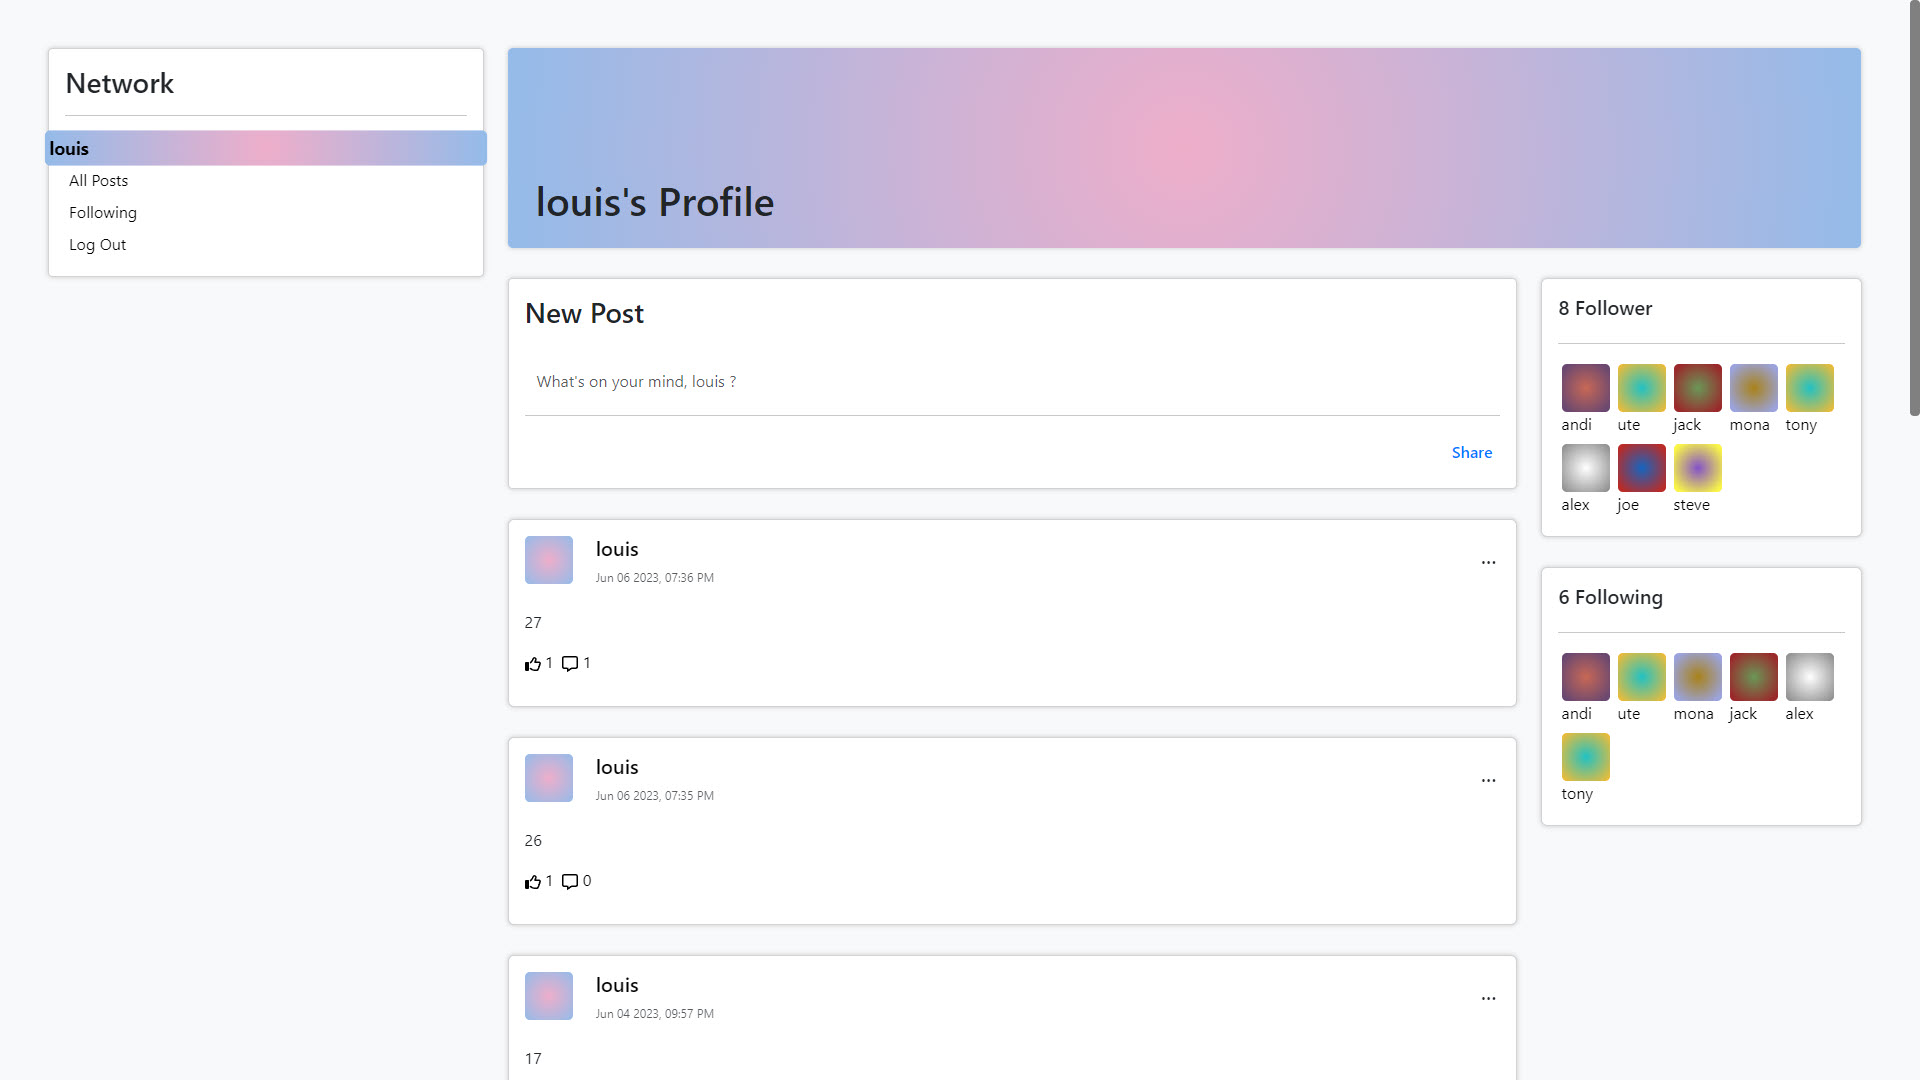 Network
louis
All Posts
Following
Log Out
louis's Profile
New Post
What's on your mind, louis ?
Share
louis
Jun 06 2023, 07:36 PM
...
27
1 1
louis
Jun 06 2023, 07:35 PM
...
26
1 0
louis
Jun 04 2023, 09:57 PM
...
17
8 Follower
andi ute jack mona tony
alex joe steve
6 Following
andi ute mona jack alex
tony